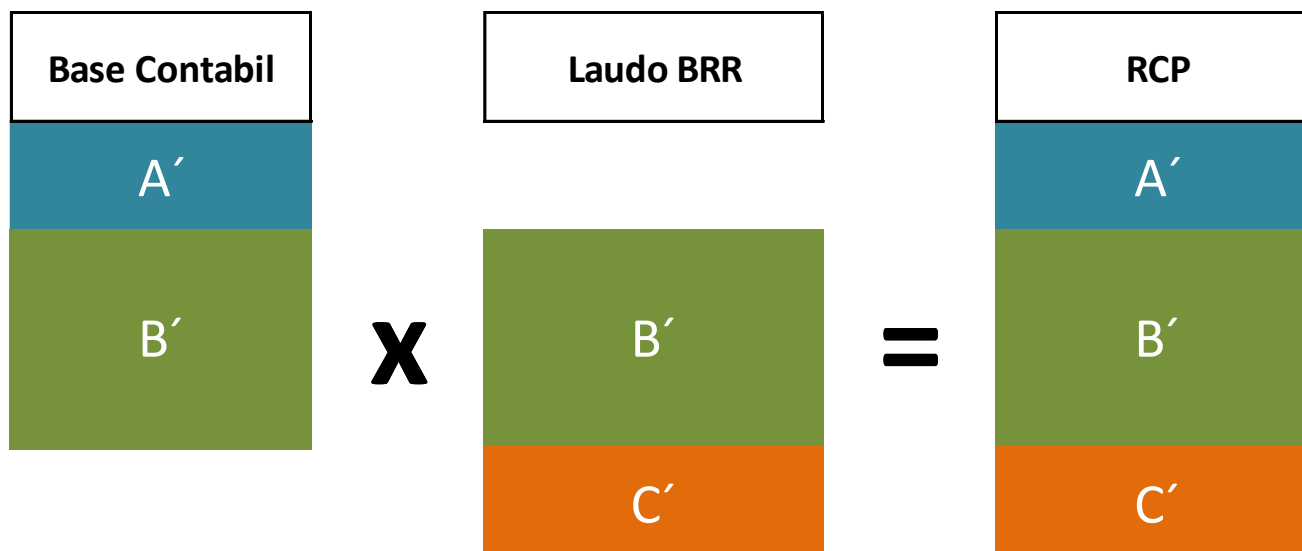 Base Contabil
Laudo BRR
RCP
A´
A´
B´
x
B´
=
B´
C´
C´